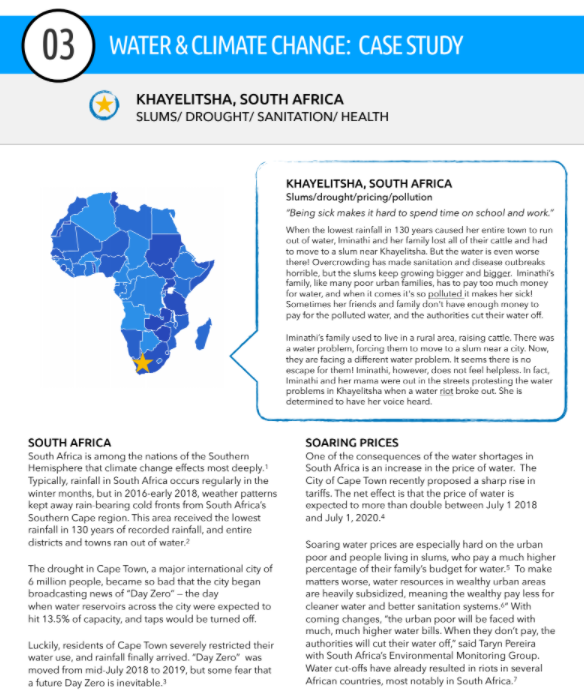 03
WATER & CLIMATE CHANGE: CASE STUDY
KHAYELITSHA, SOUTH AFRICA
SLUMS/ DROUGHT/ SANITATION/ HEALTH
KHAYELITSHA, SOUTH AFRICA
Slums/drought/pricing/pollution
"Being sick makes it hard to spend time on school and work."
When the lowest rainfall in 130 years caused her entire town to run
out of water, Iminathi and her family lost all of their cattle and had
to move to a slum near Khayelitsha. But the water is even worse
there! Overcrowding has made sanitation and disease outbreaks
horrible, but the slums keep growing bigger and bigger. Iminathi's
family, like many poor urban families, has to pay too much money
for water, and when it comes it's so polluted it makes her sick!
Sometimes her friends and family don't have enough money to
pay for the polluted water, and the authorities cut their water off.
Iminathi's family used to live in a rural area, raising cattle. There was
a water problem, forcing them to move to a slum near a city. Now,
they are facing a different water problem. It seems there is no
escape for them! Iminathi, however, does not feel helpless. In fact,
Iminathi and her mama were out in the streets protesting the water
problems in Khayelitsha when a water riot broke out. She is
determined to have her voice heard.
SOUTH AFRICA
South Africa is among the nations of the Southern
Hemisphere that climate change effects most deeply.¹
Typically, rainfall in South Africa occurs regularly in the
winter months, but in 2016-early 2018, weather patterns
kept away rain-bearing cold fronts from South Africa's
Southern Cape region. This area received the lowest
rainfall in 130 years of recorded rainfall, and entire
districts and towns ran out of water.²
The drought in Cape Town, a major international city of
6 million people, became so bad that the city began
broadcasting news of "Day Zero" – the day
when water reservoirs across the city were expected to
hit 13.5% of capacity, and taps would be turned off.
Luckily, residents of Cape Town severely restricted their
water use, and rainfall finally arrived. "Day Zero" was
moved from mid-July 2018 to 2019, but some fear that
a future Day Zero is inevitable.³
SOARING PRICES
One of the consequences of the water shortages in
South Africa is an increase in the price of water. The
City of Cape Town recently proposed a sharp rise in
tariffs. The net effect is that the price of water is
expected to more than double between July 1 2018
and July 1, 2020.⁴
Soaring water prices are especially hard on the urban
poor and people living in slums, who pay a much higher
percentage of their family's budget for water.⁵ To make
matters worse, water resources in wealthy urban areas
are heavily subsidized, meaning the wealthy pay less for
cleaner water and better sanitation systems.⁶" With
coming changes, "the urban poor will be faced with
much, much higher water bills. When they don't pay, the
authorities will cut their water off," said Taryn Pereira
with South Africa's Environmental Monitoring Group.
Water cut-offs have already resulted in riots in several
African countries, most notably in South Africa.⁷